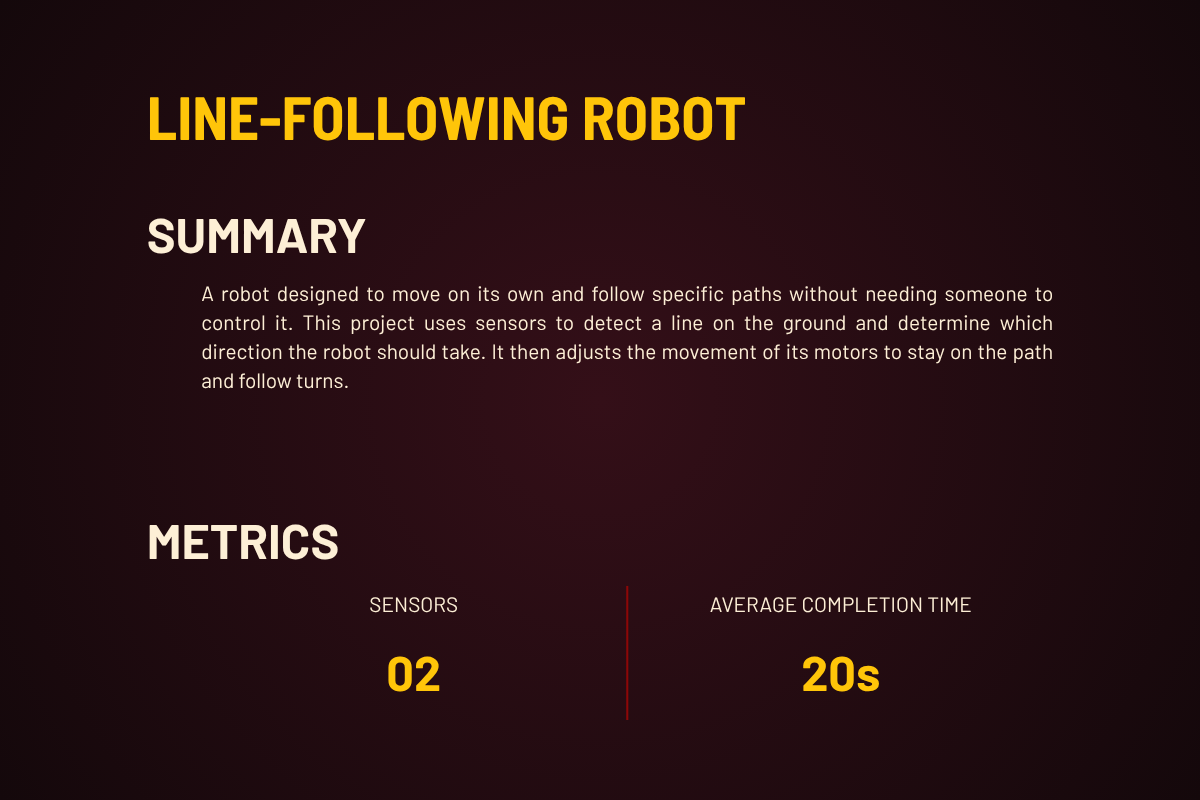 LINE-FOLLOWING ROBOT
SUMMARY
A robot designed to move on its own and follow specific paths without needing someone to
control it. This project uses sensors to detect a line on the ground and determine which
direction the robot should take. It then adjusts the movement of its motors to stay on the path
and follow turns.
METRICS
SENSORS
02
AVERAGE COMPLETION TIME
20s